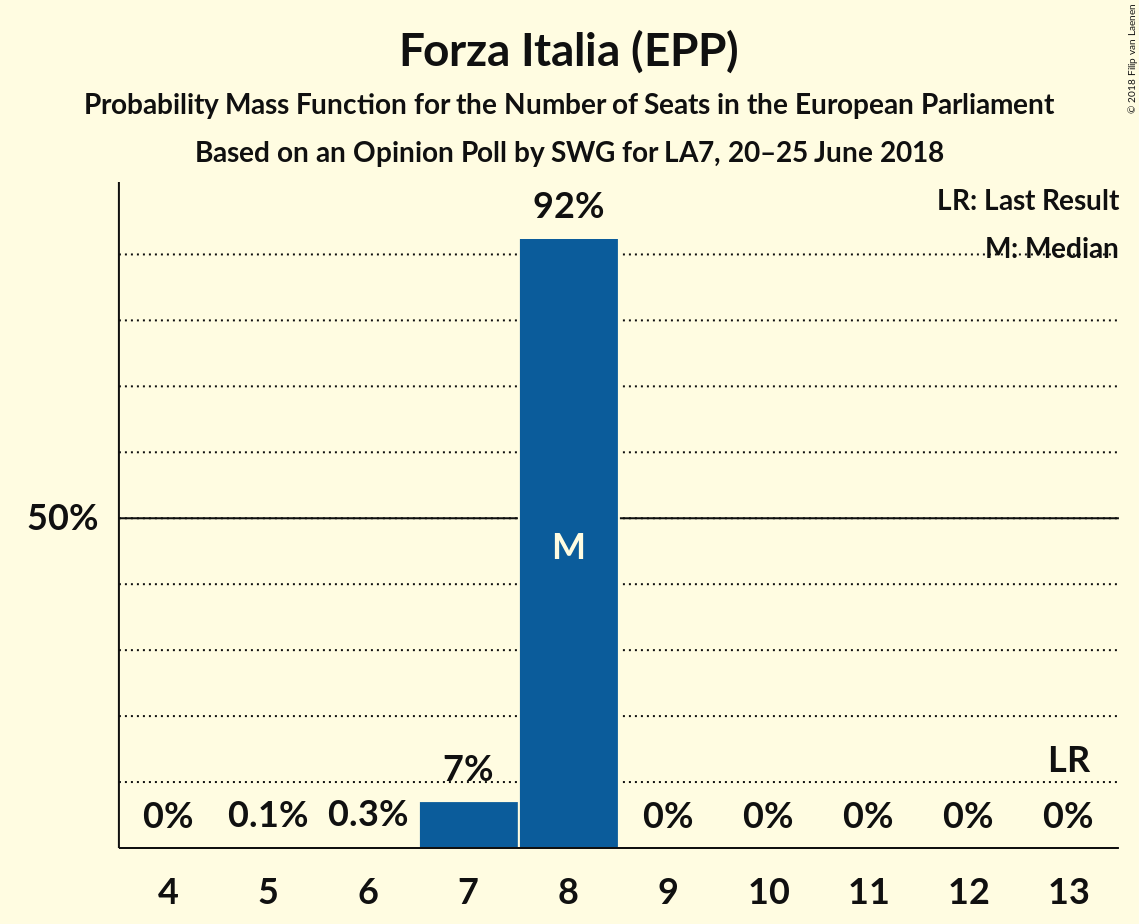 Forza Italia (EPP)
Probability Mass Function for the Number of Seats in the European Parliament
Based on an Opinion Poll by SWG for LA7, 20–25 June 2018
© 2018 Filip van Laenen
LR: Last Result
M: Median
92%
50%
M
7%
LR
0% 0.1% 0.3% 0% 0% 0% 0% 0%
4 5 6 7 8 9 10 11 12 13